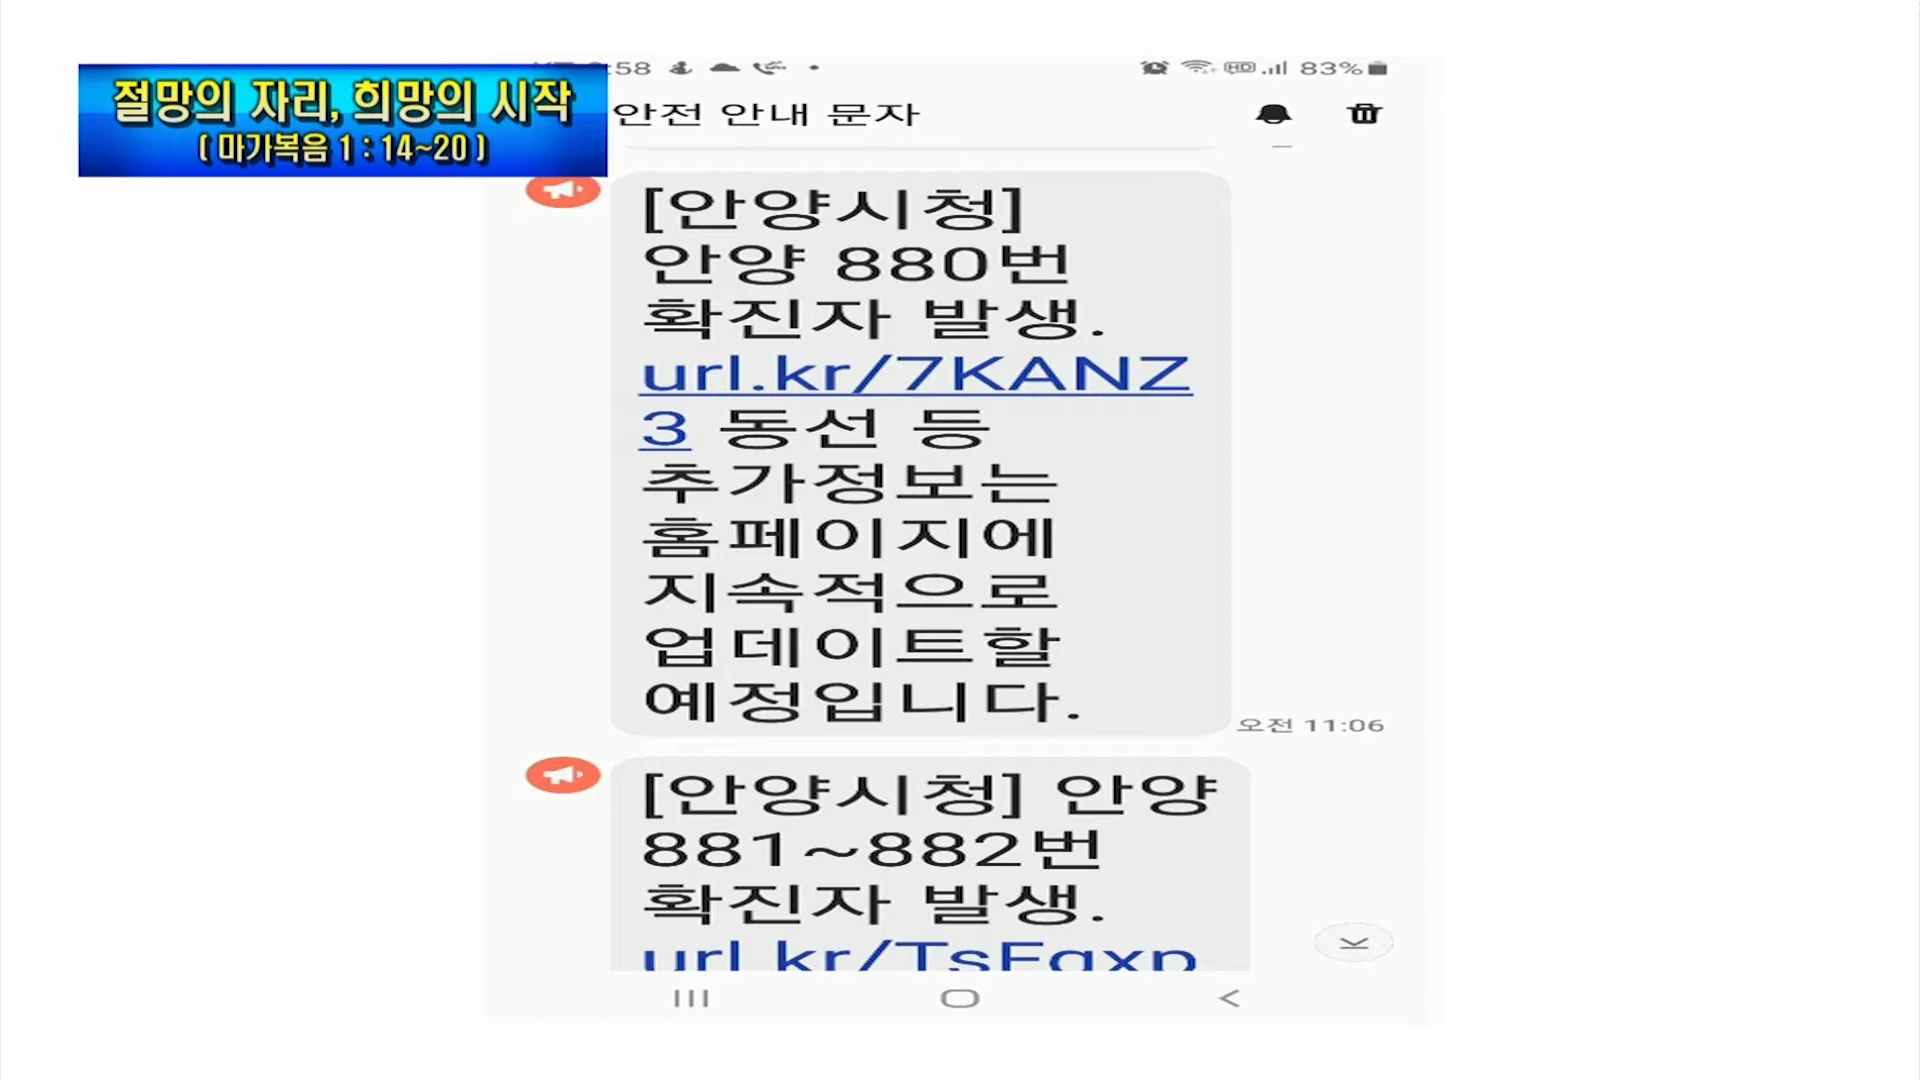 절망의 자리, 희망의 시작
( 마가복음 1 : 14~20 )
:58
83%
안전 안내 문자
[안양시청]
안양 880번
확진자 발생.
url.kr/7KANZ
3 동선 등
추가정보는
홈페이지에
지속적으로
업데이트할
예정입니다.
오전 11:06
[안양시청] 안양
881~882번
확진자 발생.